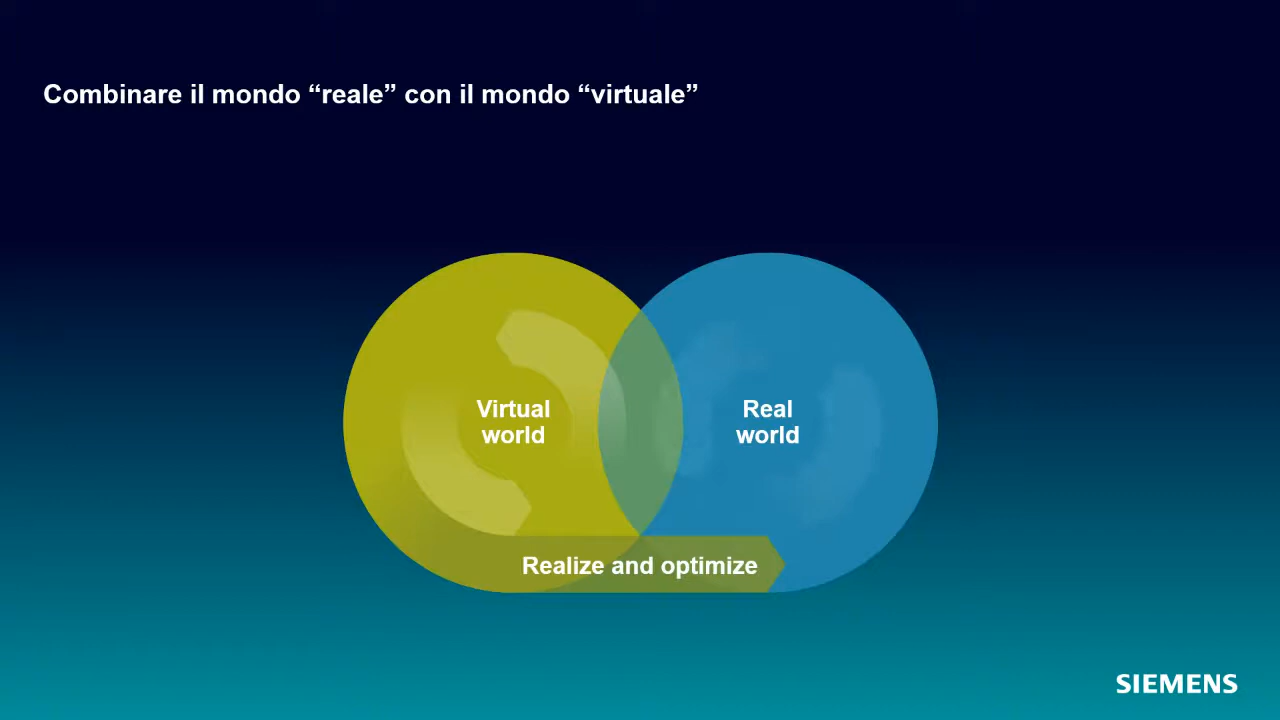 Combinare il mondo “reale” con il mondo “virtuale”
Virtual
world
Real
world
Realize and optimize
SIEMENS